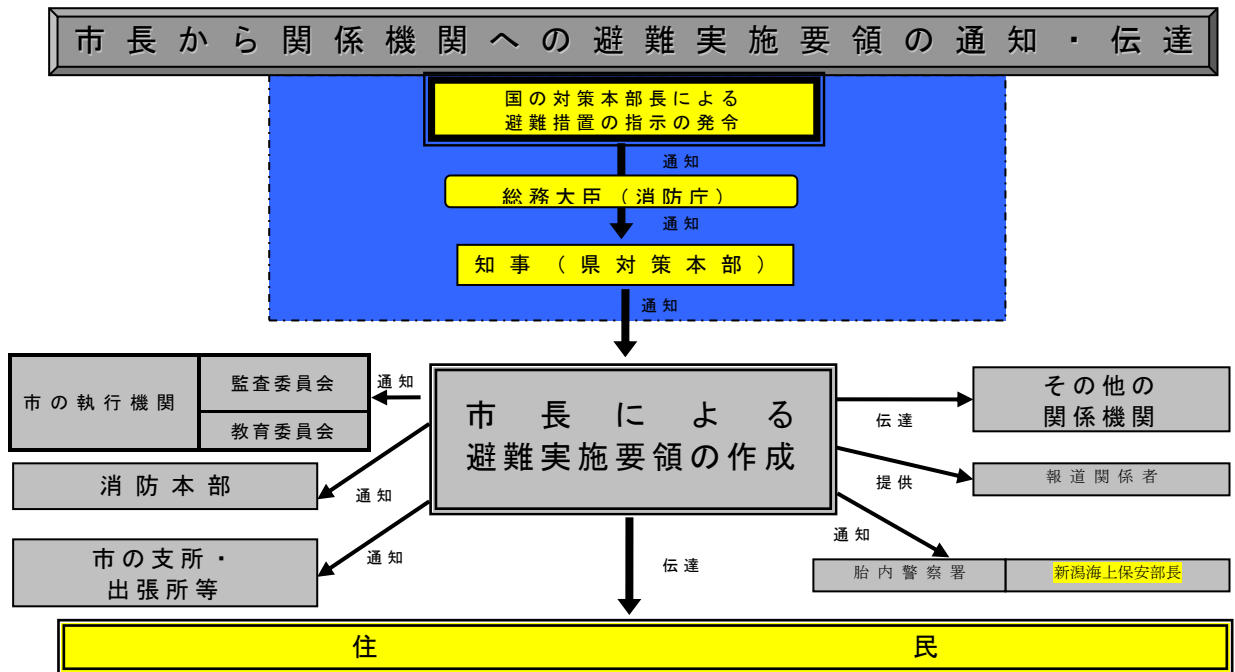 市長から関係機関への避難実施要領の通知・伝達
国の対策本部長による
避難措置の指示の発令
通知
総務大臣（消防庁）
通知
知事（県対策本部）
通知
市の執行機関
監査委員会
教育委員会
通知
市長による
避難実施要領の作成
その他の
関係機関
伝達
消防本部
通知
報道関係者
提供
市の支所・
出張所等
通知
伝達
通知
胎内警察署
新潟海上保安部長
住民